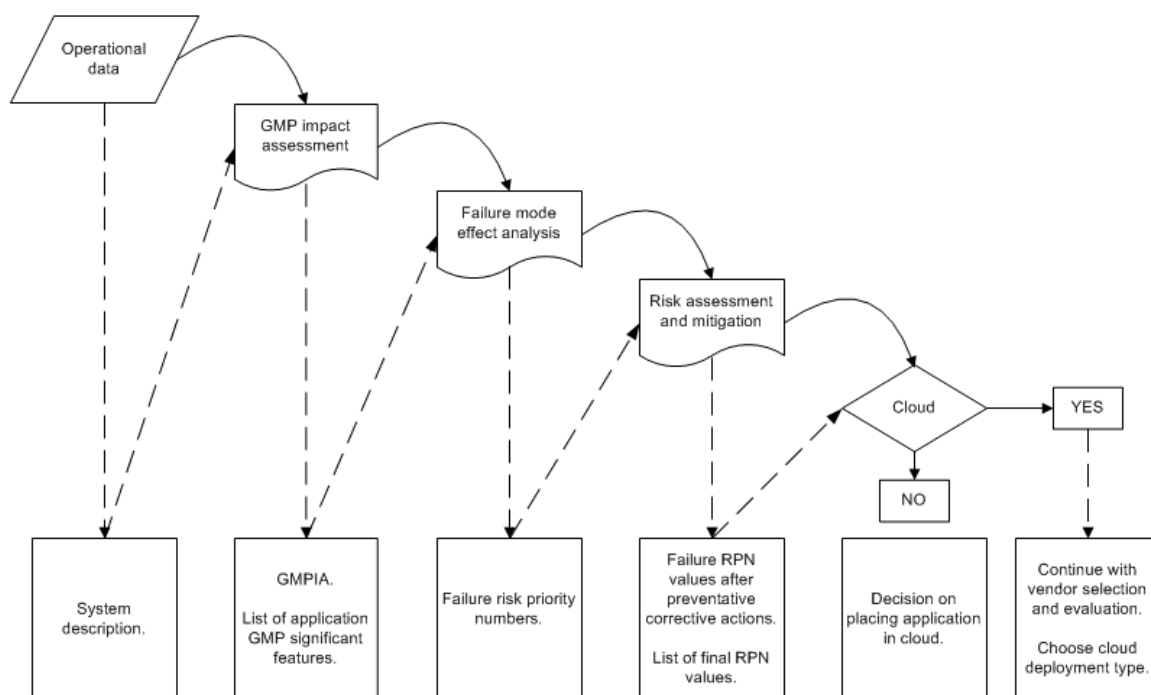 Operational
data
GMP impact
assessment
Failure mode
effect analysis
Risk assessment
and mitigation
Cloud
YES
NO
System
description.
GMPIA.
List of application
GMP significant
features.
Failure risk priority
numbers.
Failure RPN
values after
preventative
corrective actions.
List of final RPN
values.
Decision on
placing application
in cloud.
Continue with
vendor selection
and evaluation.
Choose cloud
deployment type.